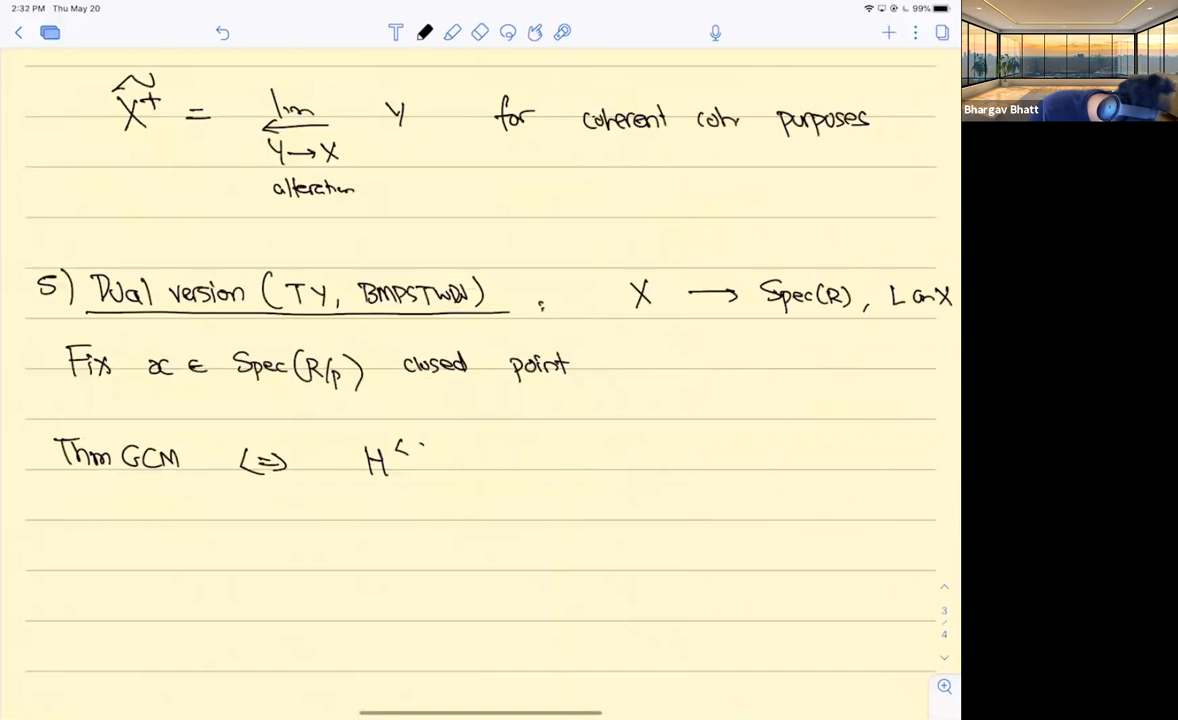 2:32 PM Thu May 20
99%
X̃⁺ = lim Y for coherent coh purposes
Y → X
alteration
5) Dual version (TY, BMPSTWW) : X → Spec(R), L on X
Fix x ∈ Spec(R/p) closed point
Thm GCM <=> H<
Bhargav Bhatt
3
4